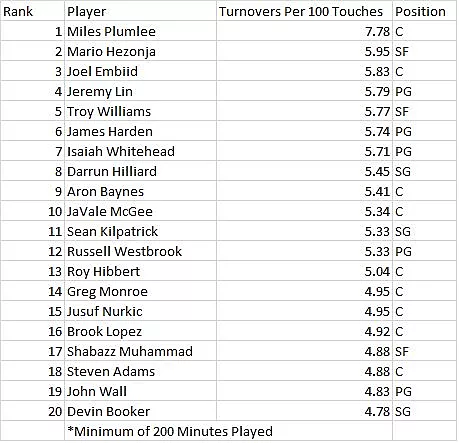 Rank Player Turnovers Per 100 Touches Position
1 Miles Plumlee 7.78 C
2 Mario Hezonja 5.95 SF
3 Joel Embiid 5.83 C
4 Jeremy Lin 5.79 PG
5 Troy Williams 5.77 SF
6 James Harden 5.74 PG
7 Isaiah Whitehead 5.71 PG
8 Darrun Hilliard 5.45 SG
9 Aron Baynes 5.41 C
10 JaVale McGee 5.34 C
11 Sean Kilpatrick 5.33 SG
12 Russell Westbrook 5.33 PG
13 Roy Hibbert 5.04 C
14 Greg Monroe 4.95 C
15 Jusuf Nurkic 4.95 C
16 Brook Lopez 4.92 C
17 Shabazz Muhammad 4.88 SF
18 Steven Adams 4.88 C
19 John Wall 4.83 PG
20 Devin Booker 4.78 SG
*Minimum of 200 Minutes Played